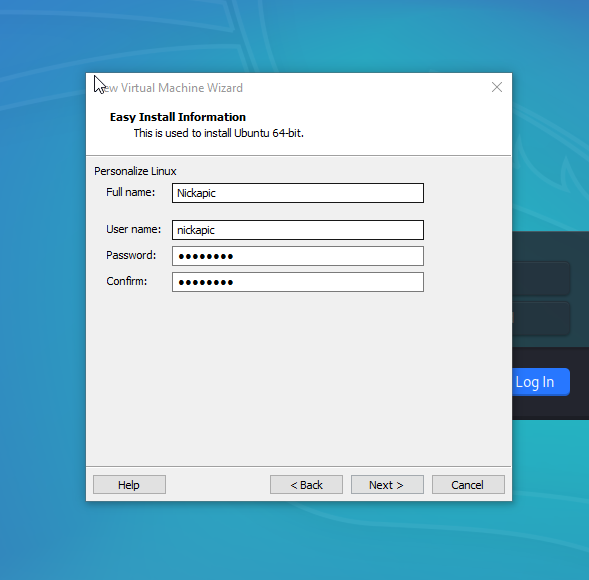 ew Virtual Machine Wizard
Easy Install Information
This is used to install Ubuntu 64-bit.
Personalize Linux
Full name: Nickapic
User name: nickapic
Password: ●●●●●●●●
Confirm: ●●●●●●●●
Log In
Help < Back Next > Cancel